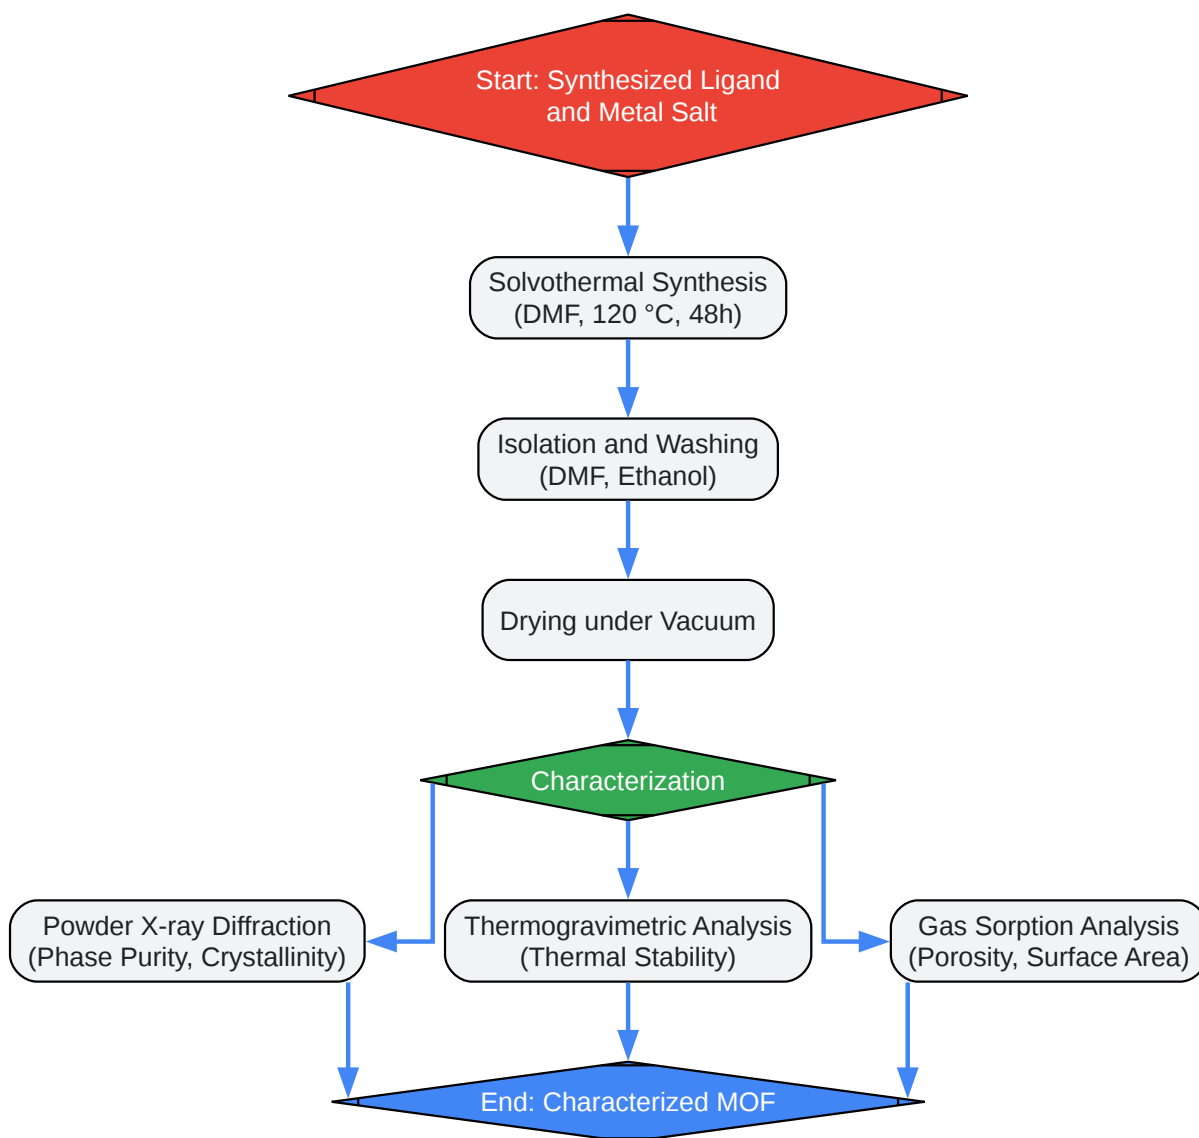 Start: Synthesized Ligand
and Metal Salt
Solvothermal Synthesis
(DMF, 120 °C, 48h)
Isolation and Washing
(DMF, Ethanol)
Drying under Vacuum
Characterization
Powder X-ray Diffraction
(Phase Purity, Crystallinity)
Thermogravimetric Analysis
(Thermal Stability)
Gas Sorption Analysis
(Porosity, Surface Area)
End: Characterized MOF